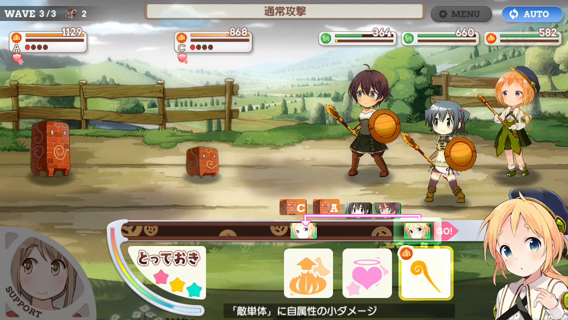 WAVE 3/3 2
通常攻撃
MENU
AUTO
A 1129
C 868
364
660
582
C A
GO!
とっておき
SUPPORT
「敵単体」に自属性の小ダメージ